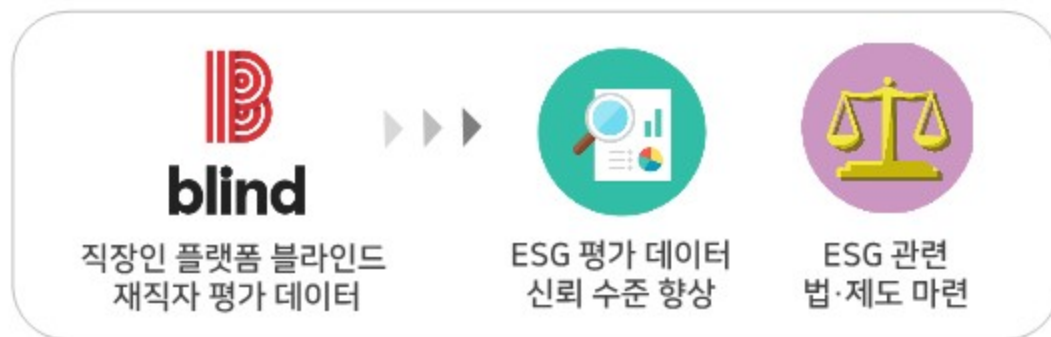 blind
직장인 플랫폼 블라인드
재직자 평가 데이터
ESG 평가 데이터
신뢰 수준 향상
ESG 관련
법·제도 마련